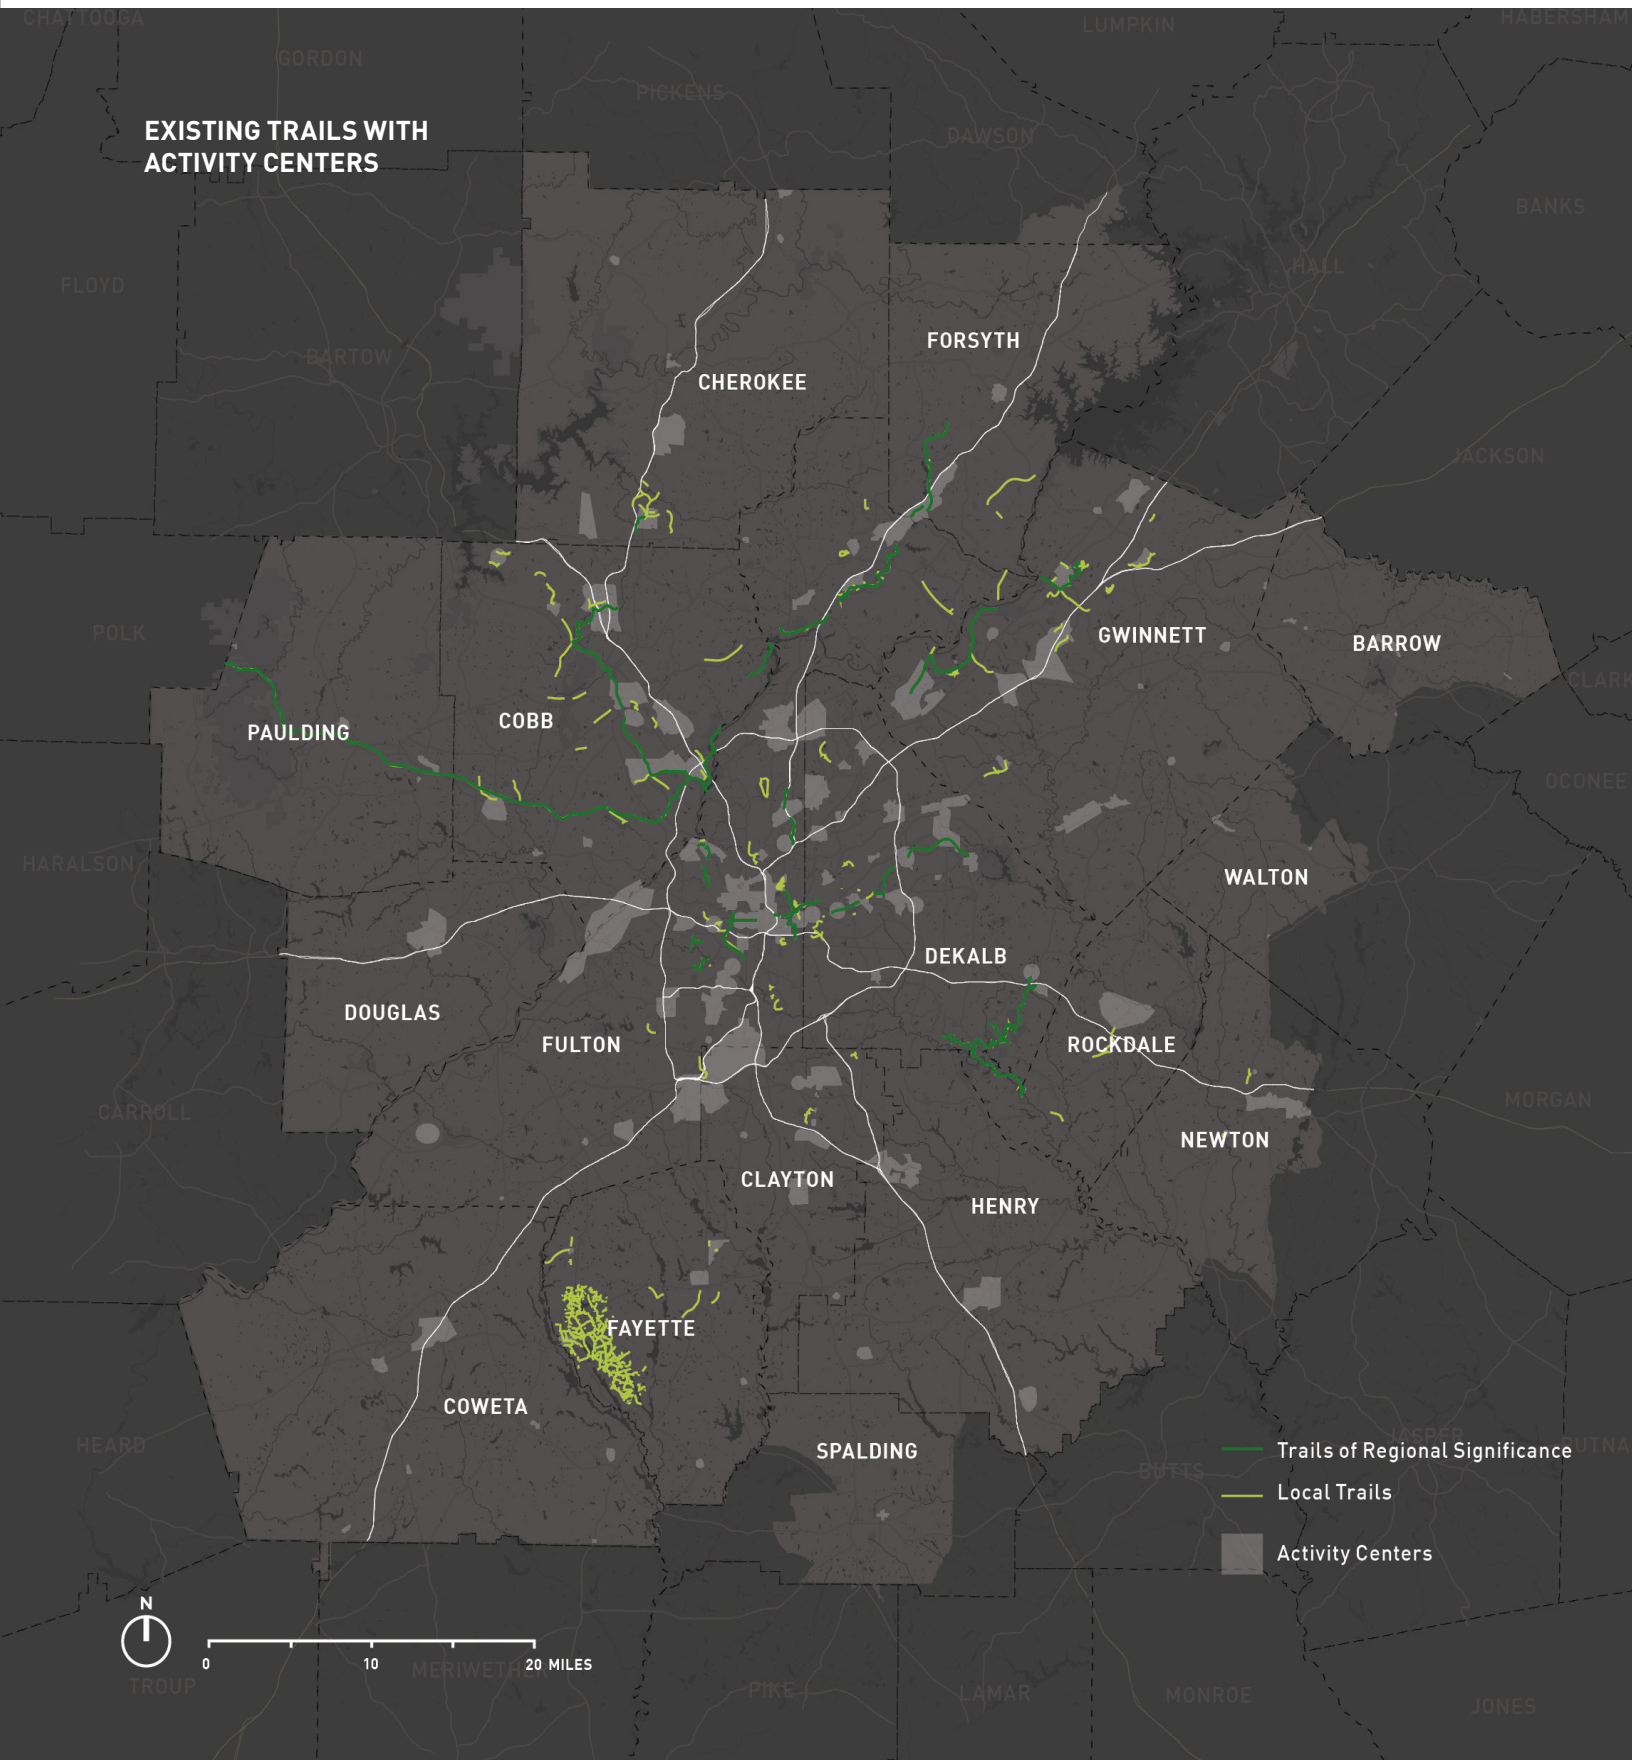 CHATTOOGA
LUMPKIN
HABERSHAM
GORDON
PICKENS
EXISTING TRAILS WITH
ACTIVITY CENTERS
DAWSON
BANKS
HALL
FLOYD
FORSYTH
BARTOW
CHEROKEE
JACKSON
POLK
GWINNETT
BARROW
CLARK
COBB
PAULDING
OCONEE
HARALSON
WALTON
DEKALB
DOUGLAS
FULTON
ROCKDALE
CARROLL
MORGAN
NEWTON
CLAYTON
HENRY
FAYETTE
COWETA
HEARD
SPALDING
JASPER
PUTNA
Trails of Regional Significance
BUTTS
Local Trails
Activity Centers
N
0 10 20 MILES
MERIWETHER
TROUP
PIKE
LAMAR
MONROE
JONES